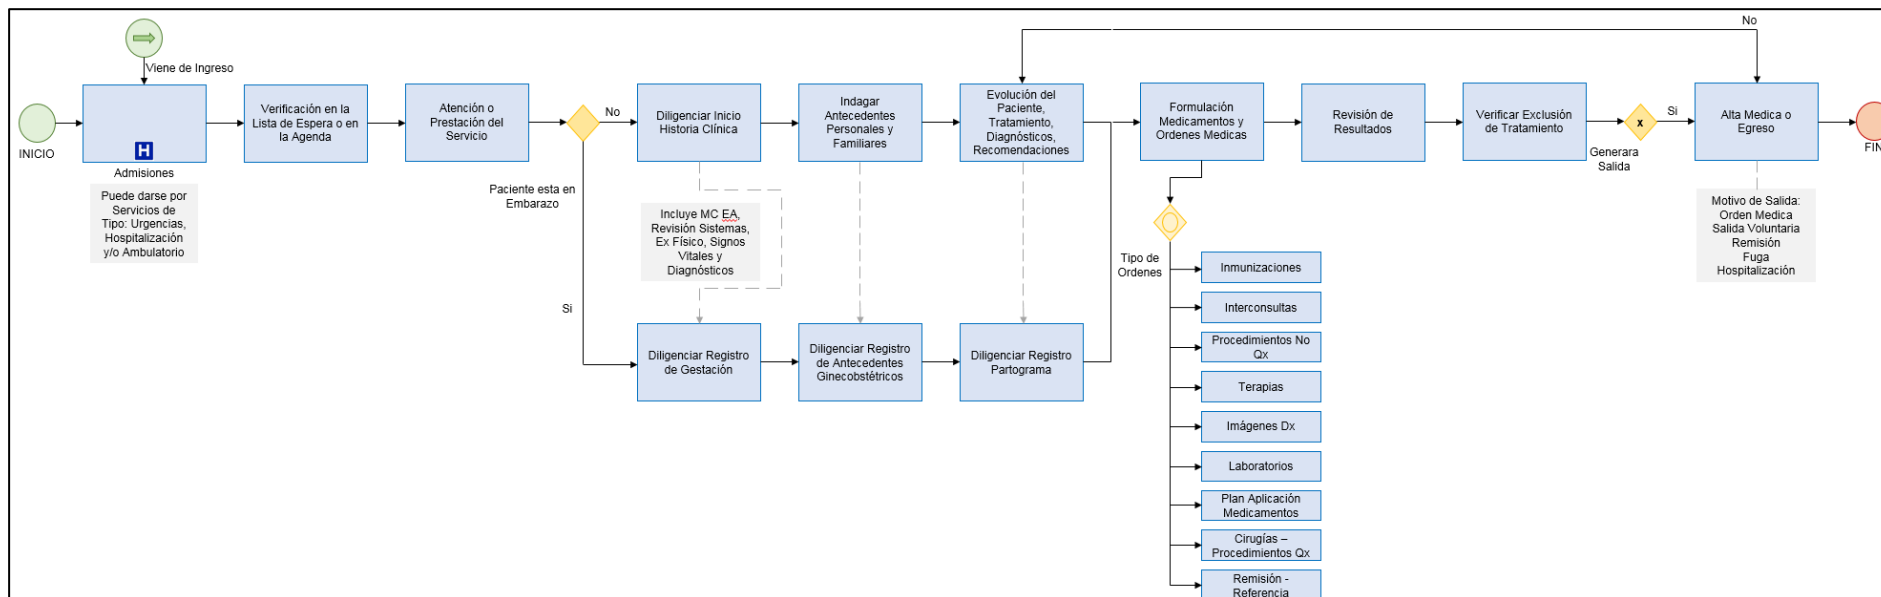 No
Viene de Ingreso
INICIO
H
Admisiones
Puede darse por
Servicios de
Tipo: Urgencias,
Hospitalización
y/o Ambulatorio
Verificación en la
Lista de Espera o en
la Agenda
Atención o
Prestación del
Servicio
No
Paciente esta en
Embarazo
Si
Diligenciar Inicio
Historia Clínica
Indagar
Antecedentes
Personales y
Familiares
Evolución del
Paciente,
Tratamiento,
Diagnósticos,
Recomendaciones
Incluye MC EA,
Revisión Sistemas,
Ex Físico, Signos
Vitales y
Diagnósticos
Diligenciar Registro
de Gestación
Diligenciar Registro
de Antecedentes
Ginecobstétricos
Diligenciar Registro
Partograma
Formulación
Medicamentos y
Ordenes Medicas
Tipo de
Ordenes
Inmunizaciones
Interconsultas
Procedimientos No
Qx
Terapias
Imágenes Dx
Laboratorios
Plan Aplicación
Medicamentos
Cirugías –
Procedimientos Qx
Remisión -
Referencia
Revisión de
Resultados
Verificar Exclusión
de Tratamiento
x
Generara
Salida
Si
Alta Medica o
Egreso
Motivo de Salida:
Orden Medica
Salida Voluntaria
Remisión
Fuga
Hospitalización
FIN